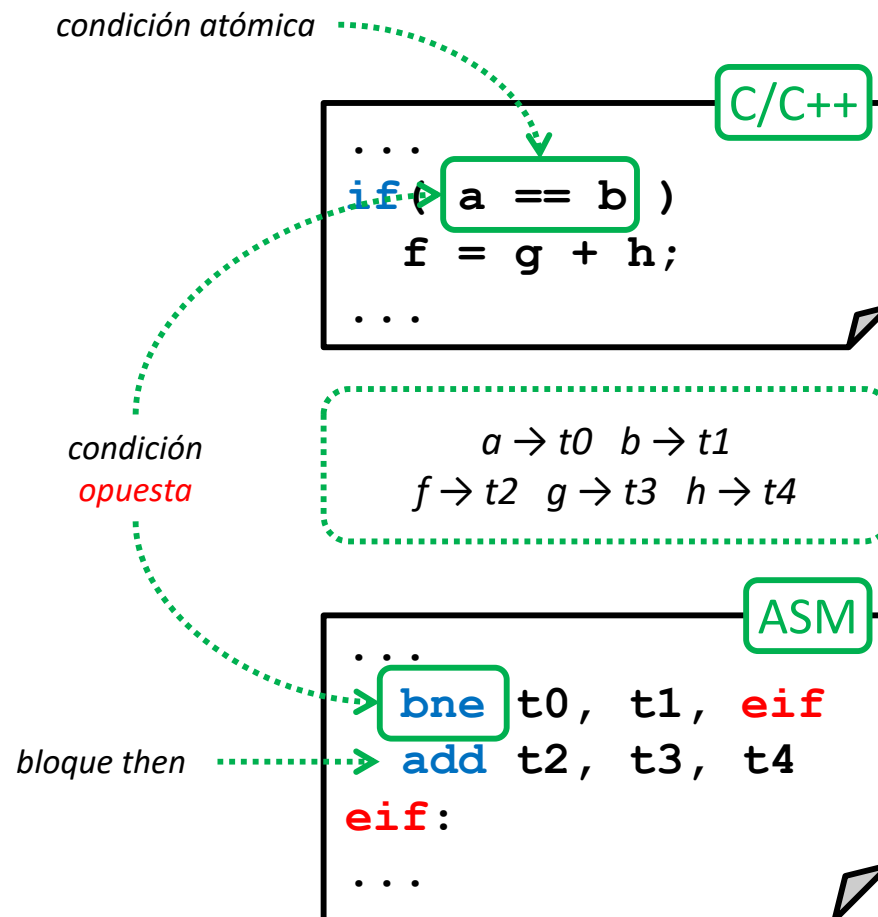 condición atómica
C/C++
...
if( a == b )
f = g + h;
...
condición
opuesta
a → t0 b → t1
f → t2 g → t3 h → t4
ASM
...
bne t0, t1, eif
bloque then
add t2, t3, t4
eif:
...